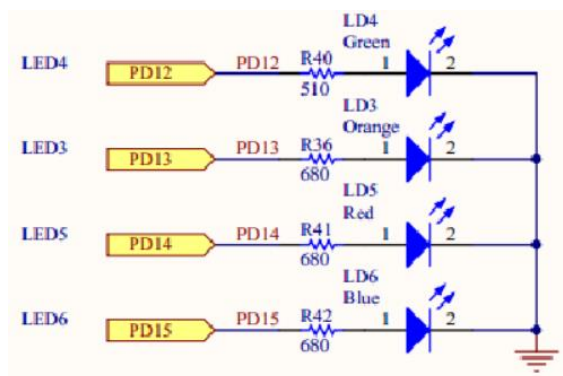 LD4
Green
LED4 PD12 PD12 R40 1 2
510
LD3
Orange
LED3 PD13 PD13 R36 1 2
680
LD5
Red
LED5 PD14 PD14 R41 1 2
680
LD6
Blue
LED6 PD15 PD15 R42 1 2
680